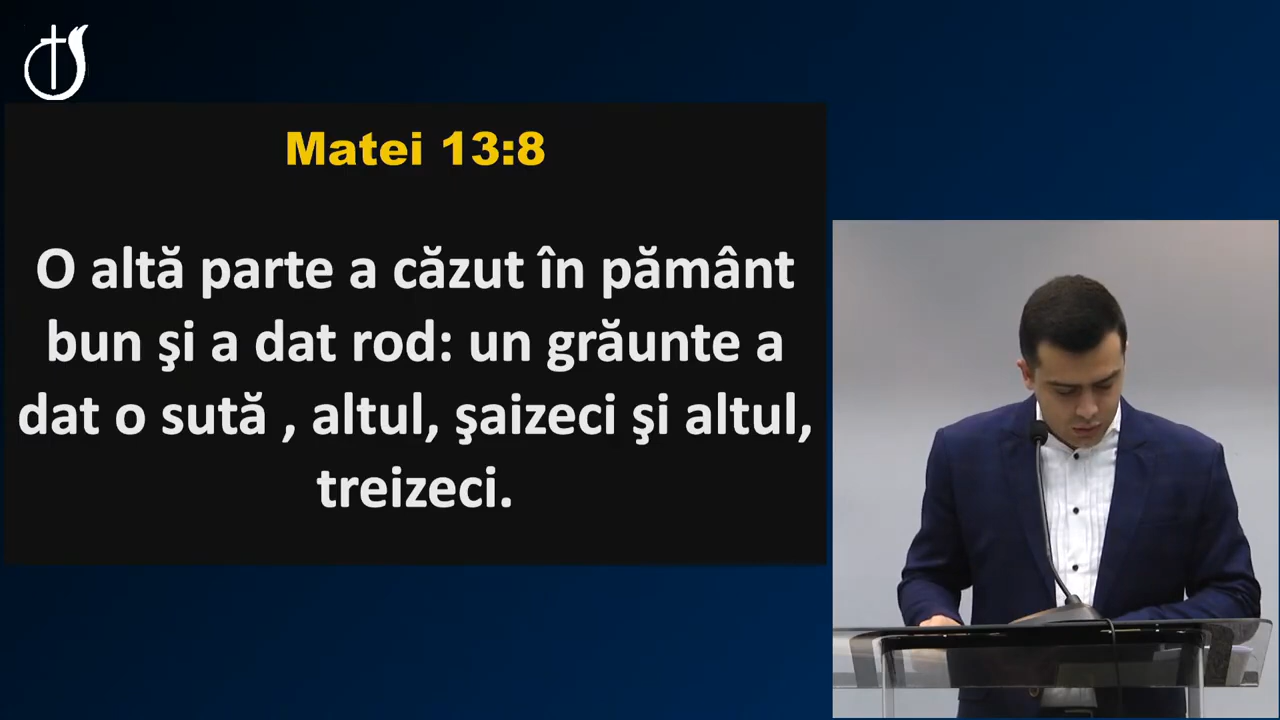 Matei 13:8
O altă parte a căzut în pământ
bun şi a dat rod: un grăunte a
dat o sută , altul, şaizeci şi altul,
treizeci.